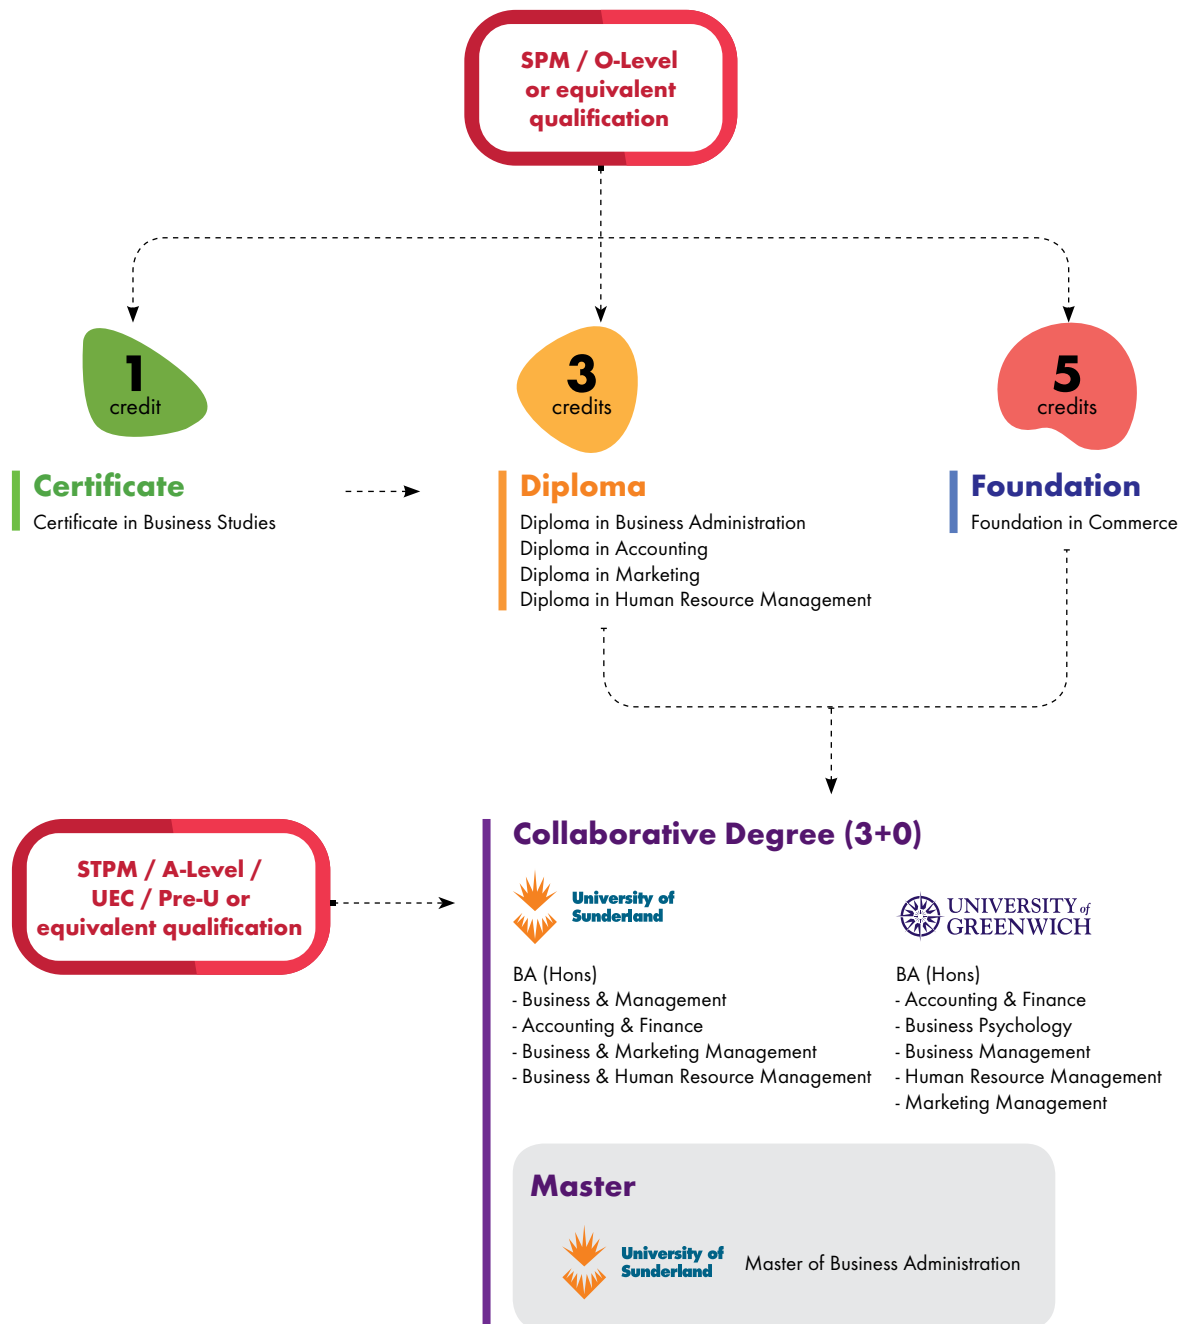 SPM / O-Level
or equivalent
qualification
1
credit
3
credits
5
credits
Certificate
Certificate in Business Studies
Diploma
Diploma in Business Administration
Diploma in Accounting
Diploma in Marketing
Diploma in Human Resource Management
Foundation
Foundation in Commerce
STPM / A-Level /
UEC / Pre-U or
equivalent qualification
Collaborative Degree (3+0)
University of
Sunderland
BA (Hons)
- Business & Management
- Accounting & Finance
- Business & Marketing Management
- Business & Human Resource Management
UNIVERSITY of
GREENWICH
BA (Hons)
- Accounting & Finance
- Business Psychology
- Business Management
- Human Resource Management
- Marketing Management
Master
University of
Sunderland
Master of Business Administration